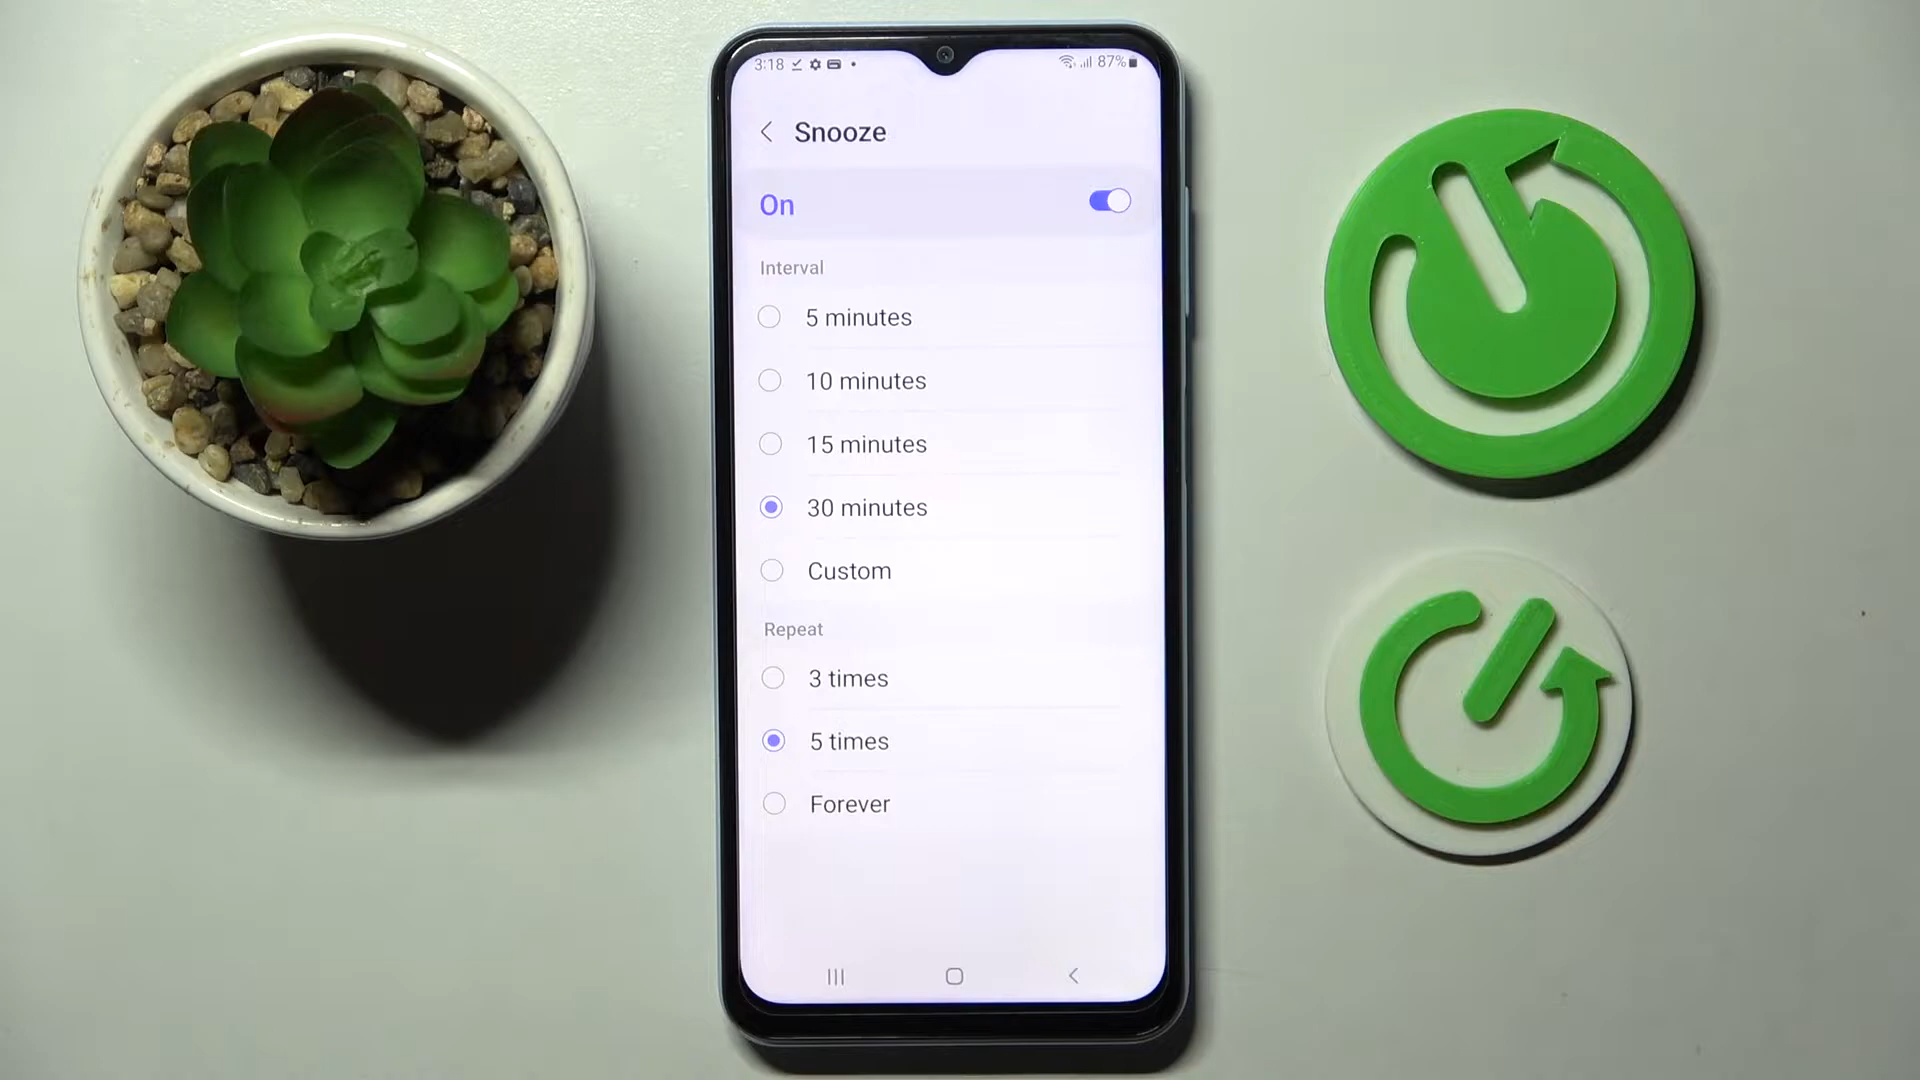 3:18 87%
Snooze
On
Interval
5 minutes
10 minutes
15 minutes
30 minutes
Custom
Repeat
3 times
5 times
Forever